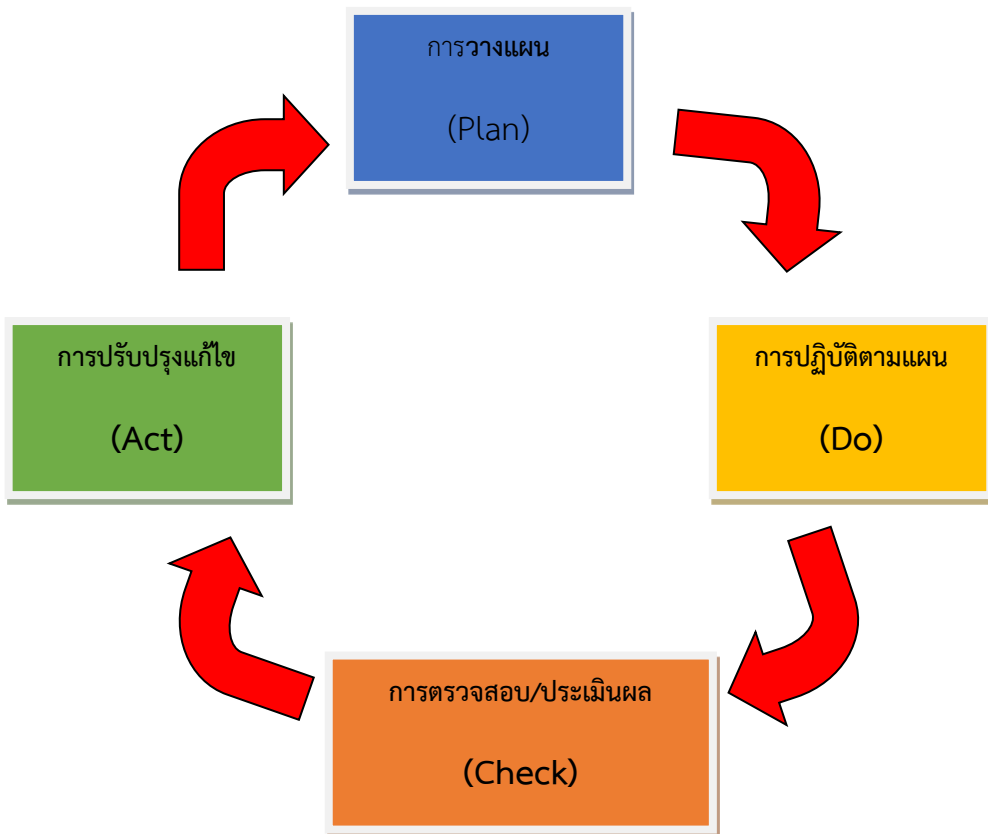 การวางแผน
(Plan)
การปรับปรุงแก้ไข
(Act)
การปฏิบัติตามแผน
(Do)
การตรวจสอบ/ประเมินผล
(Check)